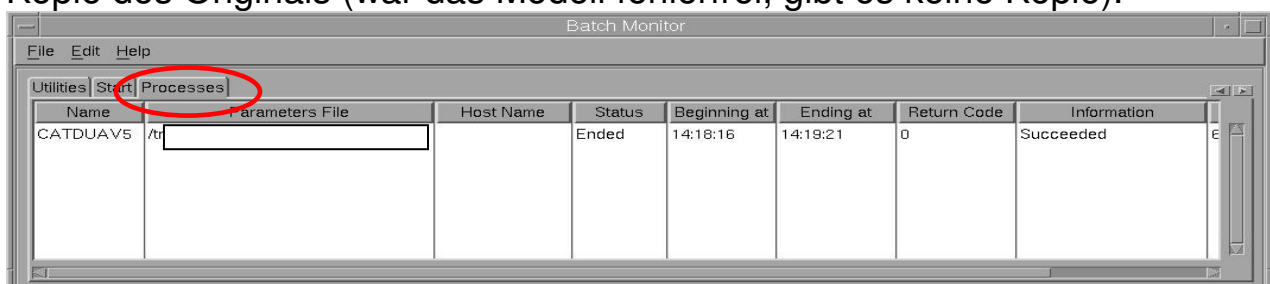 Kopie des Originals (war das Modell fehlerfrei, gibt es keine Kopie).
Batch Monitor
File Edit Help
Utilities Start Processes
Name Parameters File Host Name Status Beginning at Ending at Return Code Information
CATDUAV5 /tr Ended 14:18:16 14:19:21 0 Succeeded